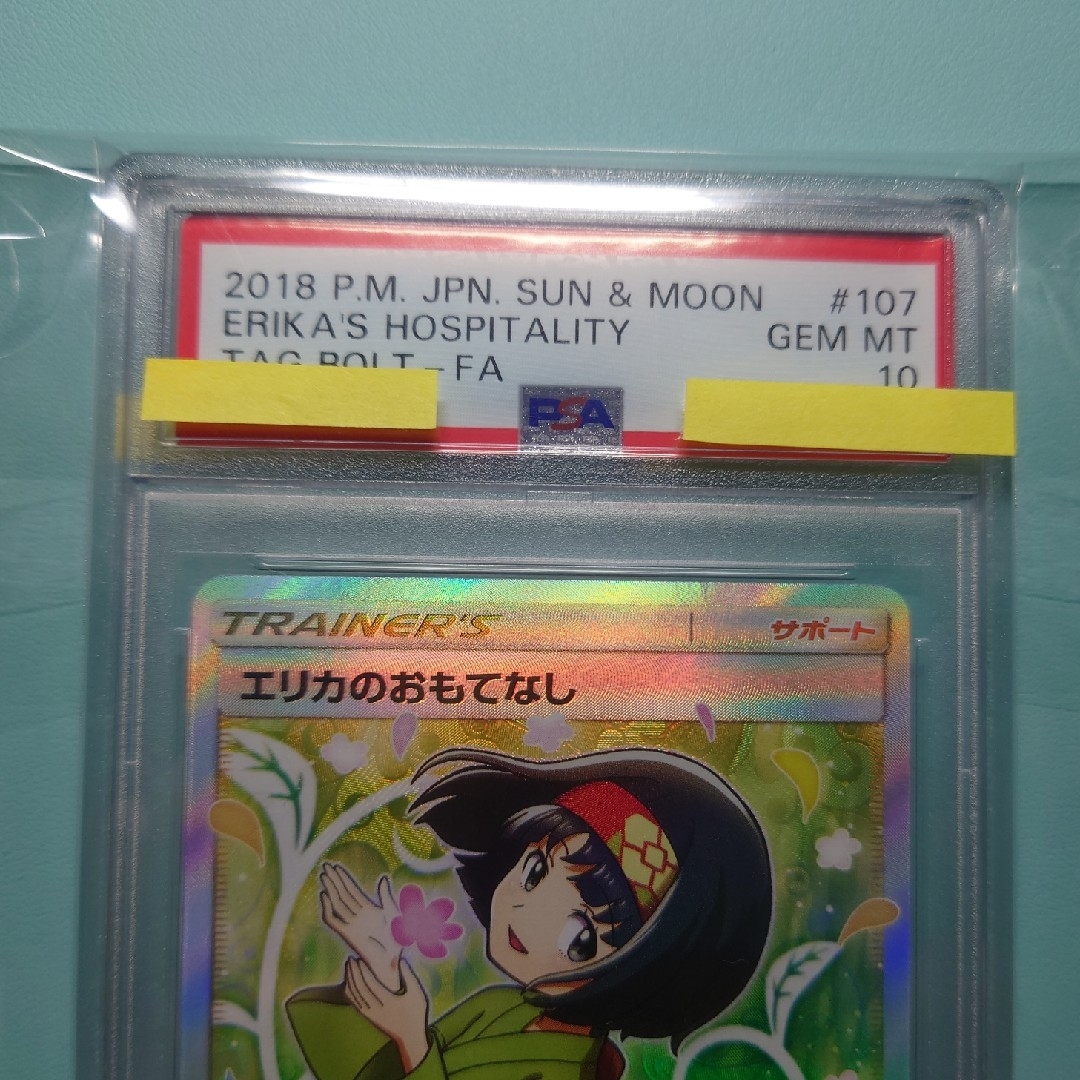 2018 P.M. JPN. SUN & MOON #107
ERIKA'S HOSPITALITY GEM MT
TAG BOLT - FA 10
PSA
TRAINER'S サポート
エリカのおもてなし